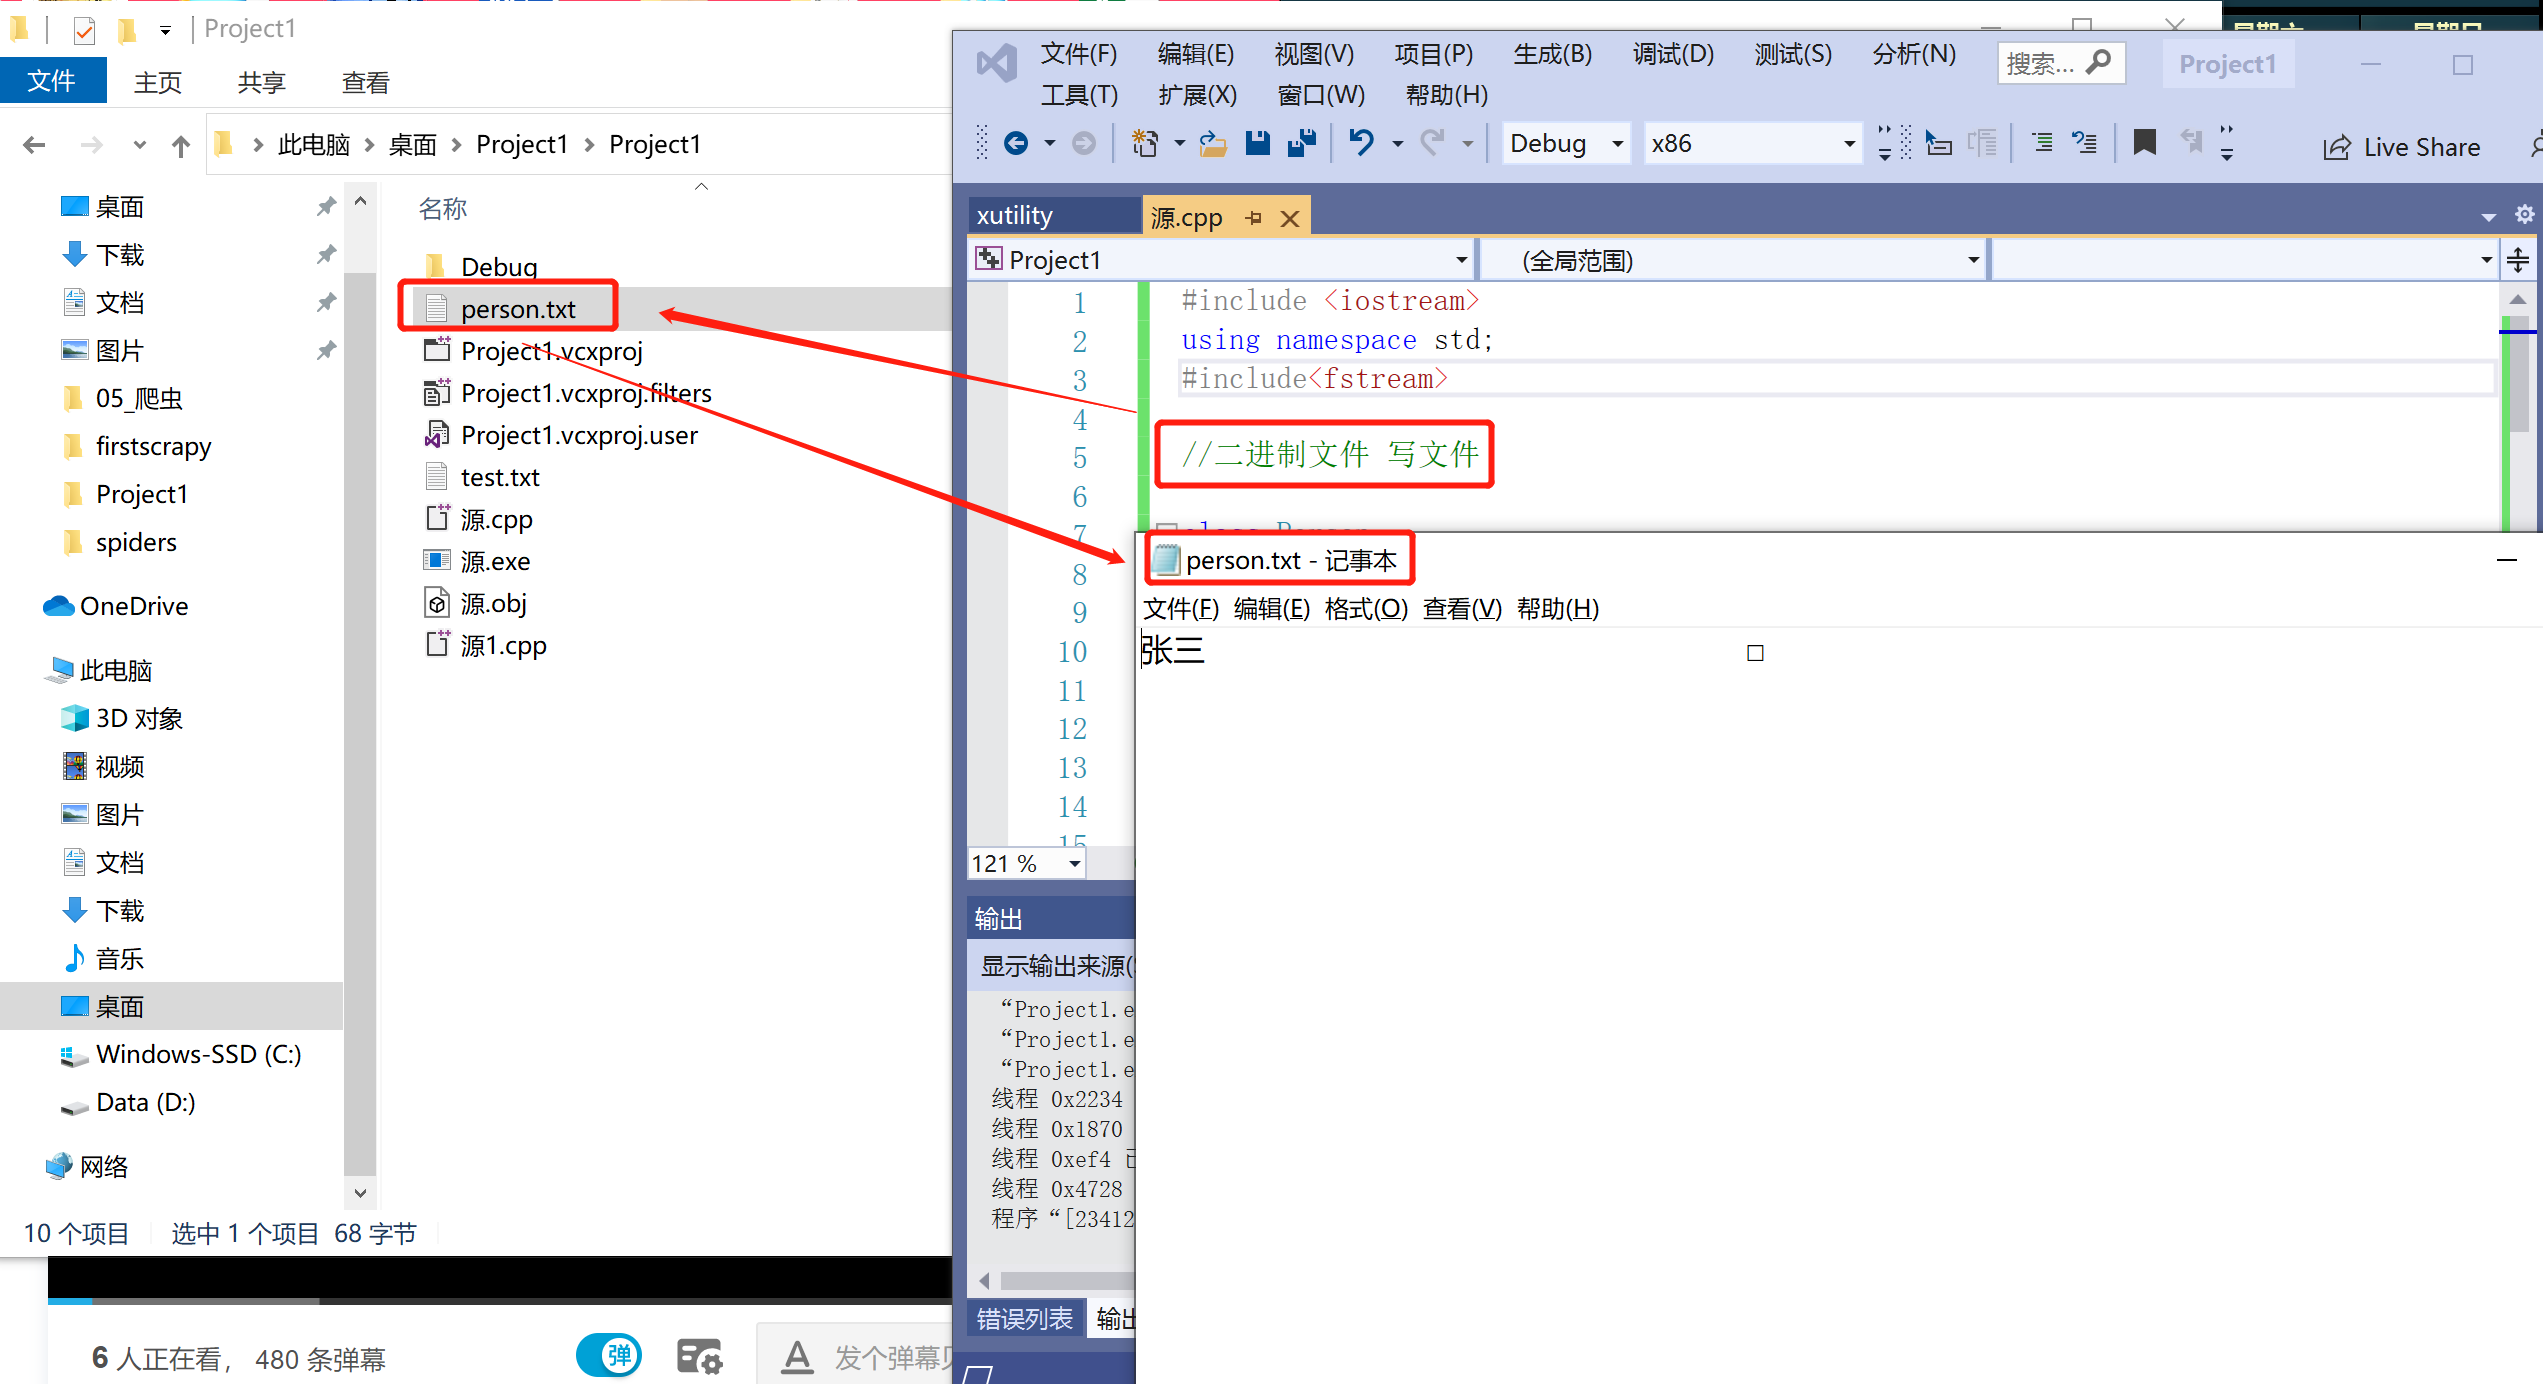 Project1
文件 主页 共享 查看
此电脑 桌面 Project1 Project1
桌面
下载
文档
图片
05_爬虫
firstscrapy
Project1
spiders
OneDrive
此电脑
3D 对象
视频
图片
文档
下载
音乐
桌面
Windows-SSD (C:)
Data (D:)
网络
名称
Debug
person.txt
Project1.vcxproj
Project1.vcxproj.filters
Project1.vcxproj.user
test.txt
源.cpp
源.exe
源.obj
源1.cpp
10 个项目 选中 1 个项目 68 字节
6 人正在看， 480 条弹幕
弹
发个弹幕
文件(F) 编辑(E) 视图(V) 项目(P) 生成(B) 调试(D) 测试(S) 分析(N) 搜索... Project1
工具(T) 扩展(X) 窗口(W) 帮助(H)
Debug x86 Live Share
xutility 源.cpp
Project1 (全局范围)
1 #include <iostream>
2 using namespace std;
3 #include<fstream>
4
5 //二进制文件 写文件
6
7 class Person
8
9
10
11
12
13
14
15
121 %
输出
显示输出来源(
“Project1.e
“Project1.e
“Project1.e
线程 0x2234
线程 0x1870
线程 0xef4
线程 0x4728
程序“[23412
错误列表 输出
person.txt - 记事本
文件(F) 编辑(E) 格式(O) 查看(V) 帮助(H)
张三